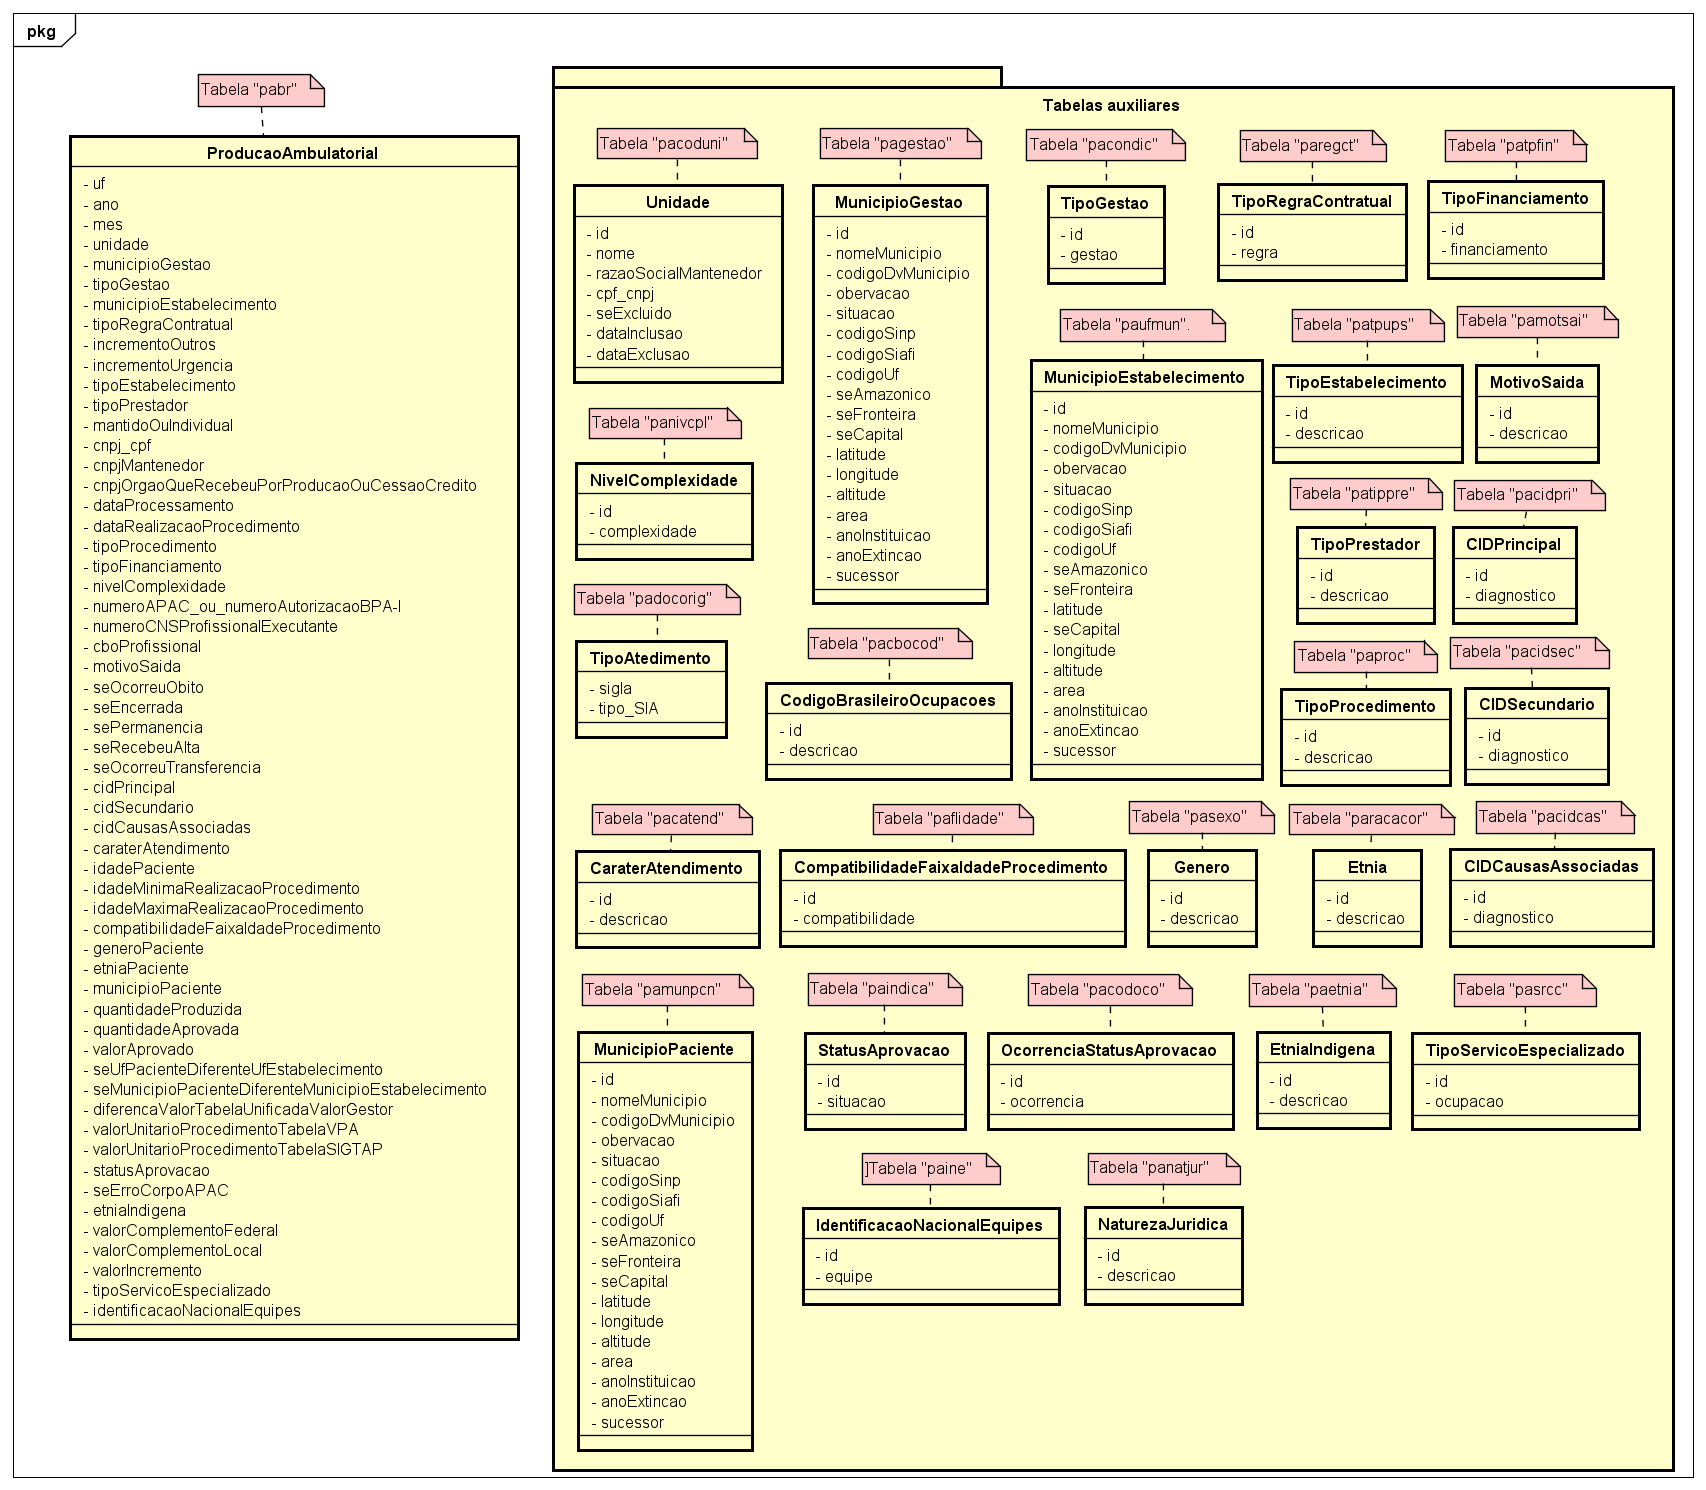 pkg
Tabela "pabr"
ProducaoAmbulatorial
- uf
- ano
- mes
- unidade
- municipioGestao
- tipoGestao
- municipioEstabelecimento
- tipoRegraContratual
- incrementoOutros
- incrementoUrgencia
- tipoEstabelecimento
- tipoPrestador
- mantidoOuIndividual
- cnpj_cpf
- cnpjMantenedor
- cnpjOrgaoQueRecebeuPorProducaoOuCessaoCredito
- dataProcessamento
- dataRealizacaoProcedimento
- tipoProcedimento
- tipoFinanciamento
- nivelComplexidade
- numeroAPAC_ou_numeroAutorizacaoBPA-I
- numeroCNSProfissionalExecutante
- cboProfissional
- motivoSaida
- seOcorreuObito
- seEncerrada
- sePermanencia
- seRecebeuAlta
- seOcorreuTransferencia
- cidPrincipal
- cidSecundario
- cidCausasAssociadas
- caraterAtendimento
- idadePaciente
- idadeMinimaRealizacaoProcedimento
- idadeMaximaRealizacaoProcedimento
- compatibilidadeFaixaIdadeProcedimento
- generoPaciente
- etniaPaciente
- municipioPaciente
- quantidadeProduzida
- quantidadeAprovada
- valorAprovado
- seUfPacienteDiferenteUfEstabelecimento
- seMunicipioPacienteDiferenteMunicipioEstabelecimento
- diferencaValorTabelaUnificadaValorGestor
- valorUnitarioProcedimentoTabelaVPA
- valorUnitarioProcedimentoTabelaSIGTAP
- statusAprovacao
- seErroCorpoAPAC
- etniaIndigena
- valorComplementoFederal
- valorComplementoLocal
- valorIncremento
- tipoServicoEspecializado
- identificacaoNacionalEquipes
Tabelas auxiliares
Tabela "pacoduni"
Unidade
- id
- nome
- razaoSocialMantenedor
- cpf_cnpj
- seExcluido
- dataInclusao
- dataExclusao
Tabela "pagestao"
MunicipioGestao
- id
- nomeMunicipio
- codigoDvMunicipio
- obervacao
- situacao
- codigoSinp
- codigoSiafi
- codigoUf
- seAmazonico
- seFronteira
- seCapital
- latitude
- longitude
- altitude
- area
- anoInstituicao
- anoExtincao
- sucessor
Tabela "pacondic"
TipoGestao
- id
- gestao
Tabela "paregct"
TipoRegraContratual
- id
- regra
Tabela "patpfin"
TipoFinanciamento
- id
- financiamento
Tabela "paufmun".
MunicipioEstabelecimento
- id
- nomeMunicipio
- codigoDvMunicipio
- obervacao
- situacao
- codigoSinp
- codigoSiafi
- codigoUf
- seAmazonico
- seFronteira
- latitude
- seCapital
- longitude
- altitude
- area
- anoInstituicao
- anoExtincao
- sucessor
Tabela "patpups"
TipoEstabelecimento
- id
- descricao
Tabela "pamotsai"
MotivoSaida
- id
- descricao
Tabela "panivcpl"
NivelComplexidade
- id
- complexidade
Tabela "patippre"
TipoPrestador
- id
- descricao
Tabela "pacidpri"
CIDPrincipal
- id
- diagnostico
Tabela "padocorig"
TipoAtedimento
- sigla
- tipo_SIA
Tabela "pacbocod"
CodigoBrasileiroOcupacoes
- id
- descricao
Tabela "paproc"
TipoProcedimento
- id
- descricao
Tabela "pacidsec"
CIDSecundario
- id
- diagnostico
Tabela "pacatend"
CaraterAtendimento
- id
- descricao
Tabela "paflidade"
CompatibilidadeFaixaIdadeProcedimento
- id
- compatibilidade
Tabela "pasexo"
Genero
- id
- descricao
Tabela "paracacor"
Etnia
- id
- descricao
Tabela "pacidcas"
CIDCausasAssociadas
- id
- diagnostico
Tabela "pamunpcn"
MunicipioPaciente
- id
- nomeMunicipio
- codigoDvMunicipio
- obervacao
- situacao
- codigoSinp
- codigoSiafi
- codigoUf
- seAmazonico
- seFronteira
- seCapital
- latitude
- longitude
- altitude
- area
- anoInstituicao
- anoExtincao
- sucessor
Tabela "paindica"
StatusAprovacao
- id
- situacao
Tabela "pacodoco"
OcorrenciaStatusAprovacao
- id
- ocorrencia
Tabela "paetnia"
EtniaIndigena
- id
- descricao
Tabela "pasrcc"
TipoServicoEspecializado
- id
- ocupacao
]Tabela "paine"
IdentificacaoNacionalEquipes
- id
- equipe
Tabela "panatjur"
NaturezaJuridica
- id
- descricao